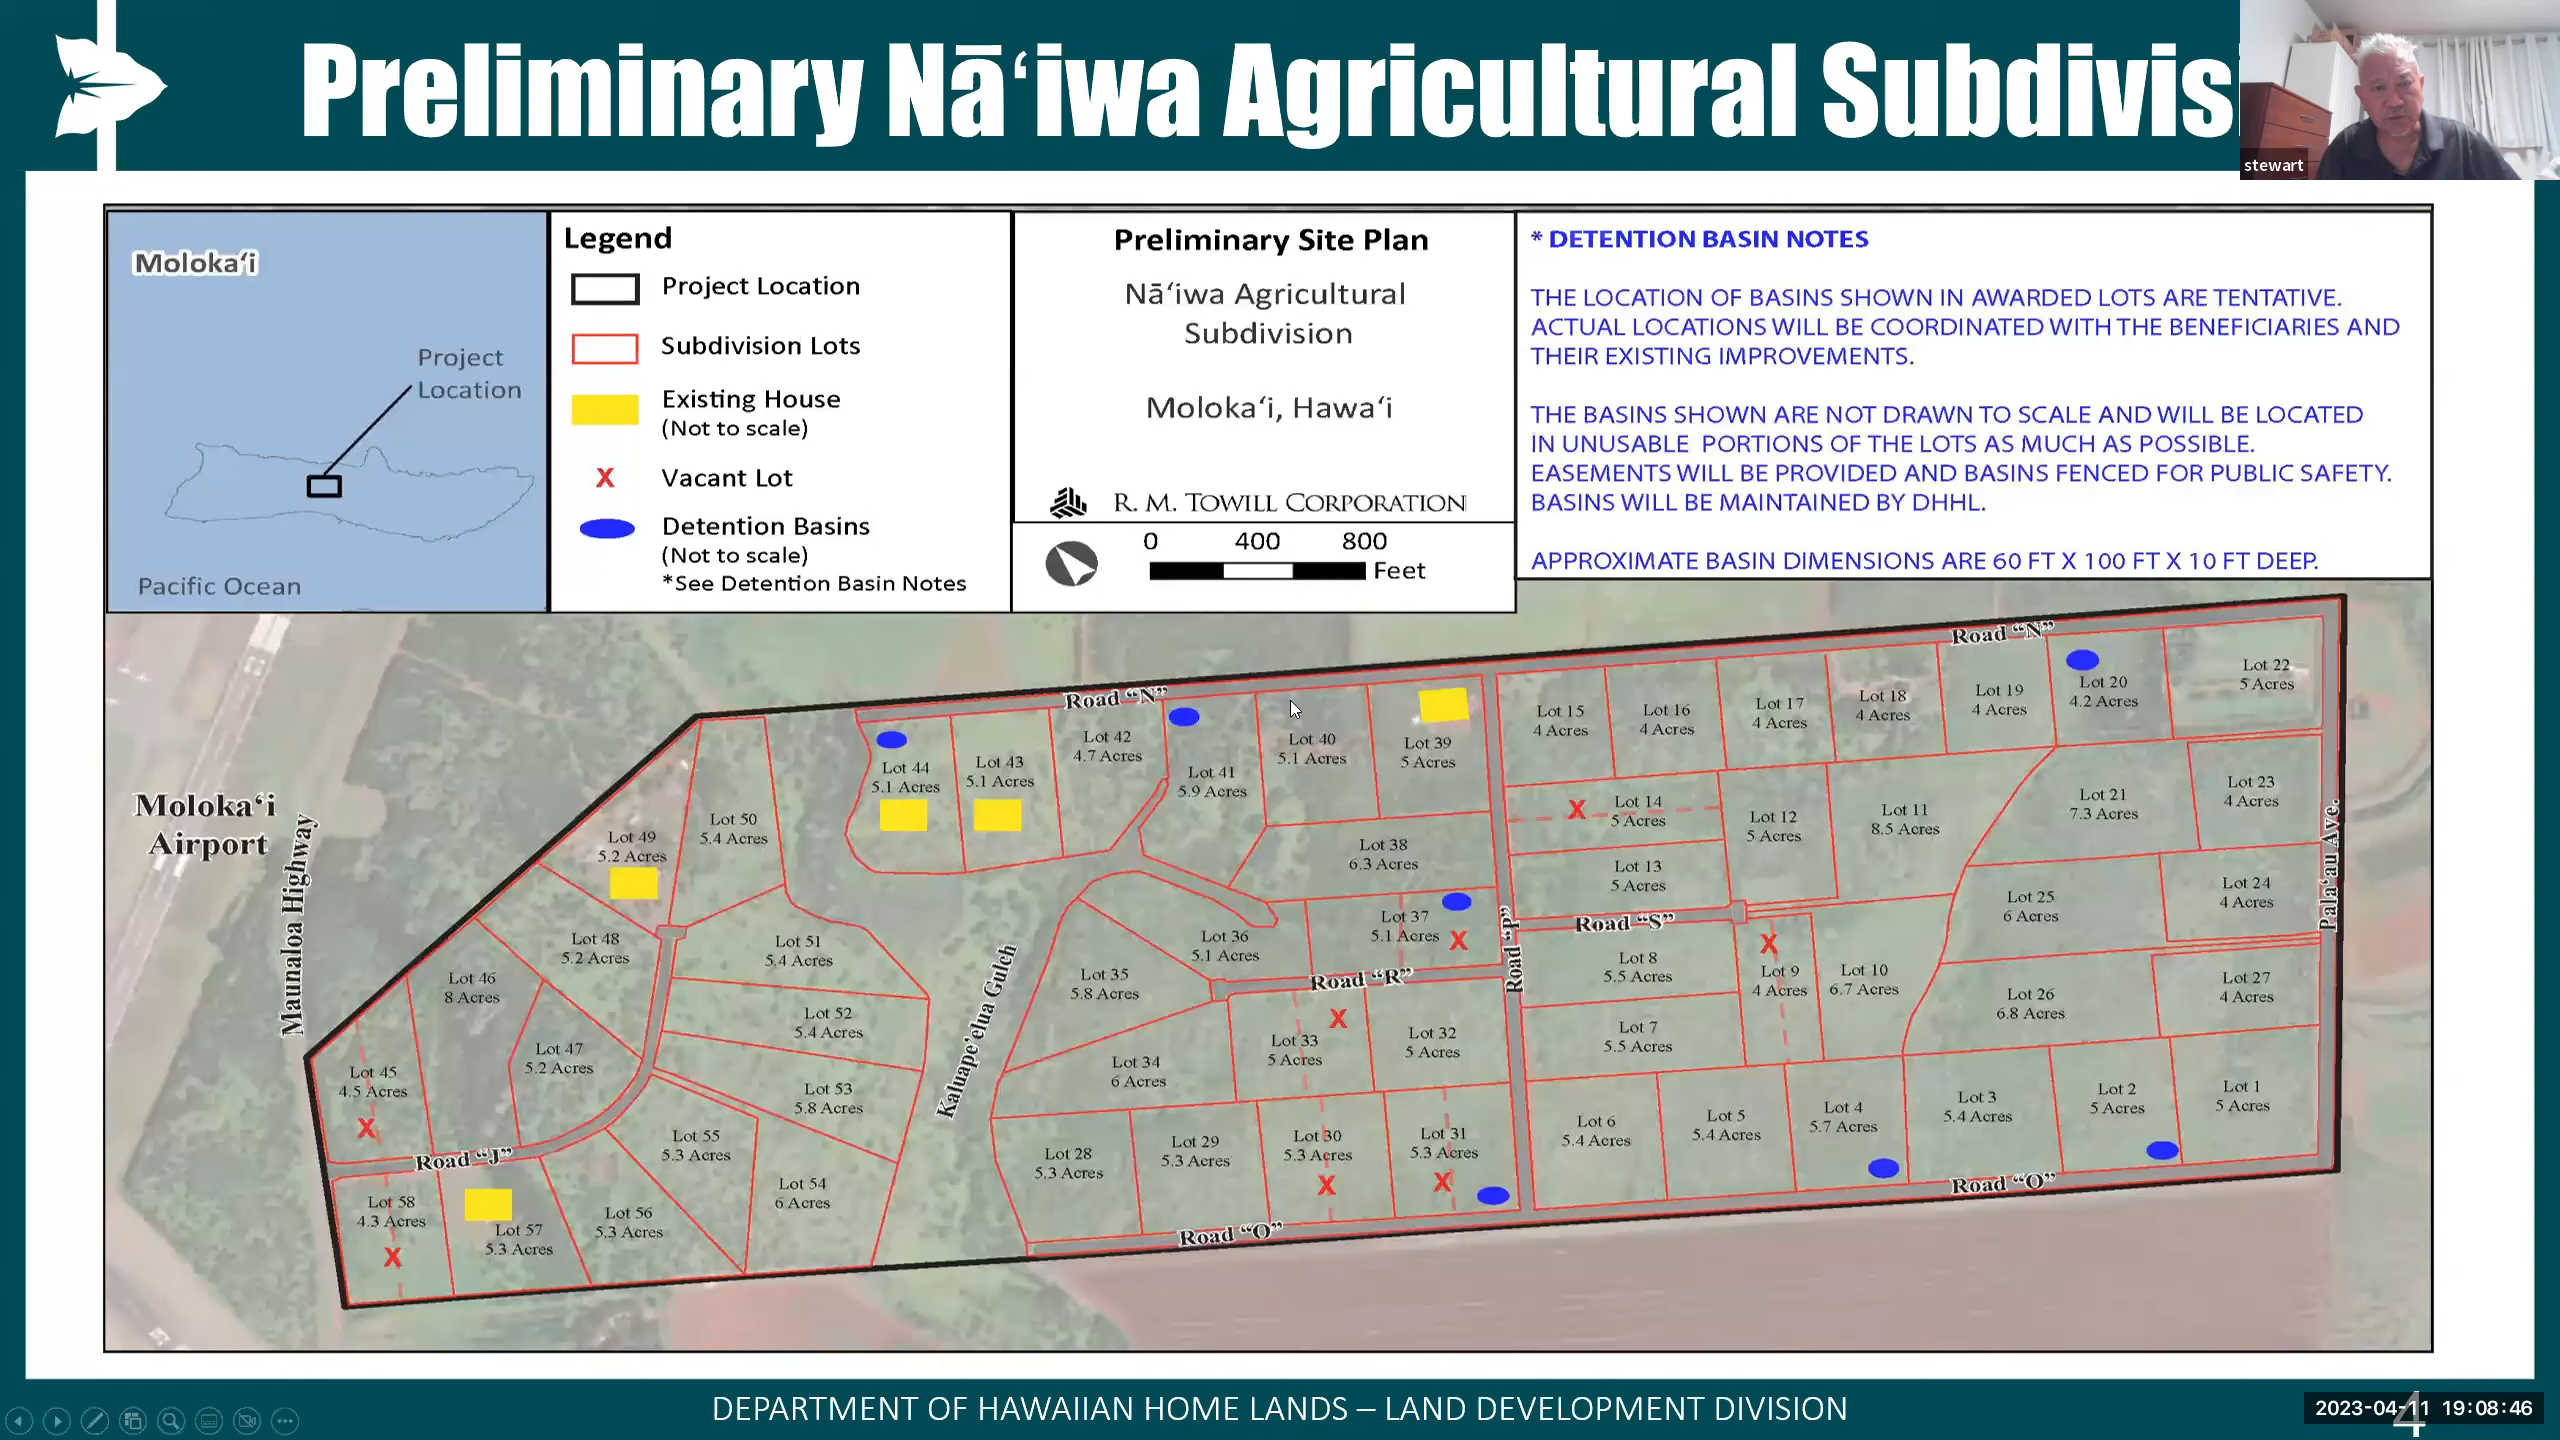 Preliminary Nāʻiwa Agricultural Subdivis
stewart
Molokaʻi
Project
Location
Pacific Ocean
Legend
Project Location
Subdivision Lots
Existing House
(Not to scale)
X Vacant Lot
Detention Basins
(Not to scale)
*See Detention Basin Notes
Preliminary Site Plan
Nāʻiwa Agricultural
Subdivision
Molokaʻi, Hawaʻi
R. M. TOWILL CORPORATION
0 400 800
Feet
* DETENTION BASIN NOTES
THE LOCATION OF BASINS SHOWN IN AWARDED LOTS ARE TENTATIVE.
ACTUAL LOCATIONS WILL BE COORDINATED WITH THE BENEFICIARIES AND
THEIR EXISTING IMPROVEMENTS.
THE BASINS SHOWN ARE NOT DRAWN TO SCALE AND WILL BE LOCATED
IN UNUSABLE PORTIONS OF THE LOTS AS MUCH AS POSSIBLE.
EASEMENTS WILL BE PROVIDED AND BASINS FENCED FOR PUBLIC SAFETY.
BASINS WILL BE MAINTAINED BY DHHL.
APPROXIMATE BASIN DIMENSIONS ARE 60 FT X 100 FT X 10 FT DEEP.
Road “N”
Road “N”
Lot 22
5 Acres
Lot 20
4.2 Acres
Lot 19
4 Acres
Lot 18
4 Acres
Lot 17
4 Acres
Lot 16
4 Acres
Lot 15
4 Acres
Lot 39
5 Acres
Lot 40
5.1 Acres
Lot 41
5.9 Acres
Lot 42
4.7 Acres
Lot 43
5.1 Acres
Lot 44
5.1 Acres
Lot 50
5.4 Acres
Lot 49
5.2 Acres
Molokaʻi
Airport
Maunaloa Highway
Lot 38
6.3 Acres
X
Lot 14
5 Acres
Lot 13
5 Acres
Lot 12
5 Acres
Lot 11
8.5 Acres
Lot 21
7.3 Acres
Lot 23
4 Acres
Palaʻau Ave.
Lot 24
4 Acres
Lot 25
6 Acres
Lot 48
5.2 Acres
Lot 51
5.4 Acres
Lot 46
8 Acres
Lot 52
5.4 Acres
Kaluape'elua Gulch
Lot 35
5.8 Acres
Lot 36
5.1 Acres
Lot 37
5.1 Acres
X
Road “P”
Road “R”
Road “S”
Lot 8
5.5 Acres
X
Lot 9
4 Acres
Lot 10
6.7 Acres
Lot 26
6.8 Acres
Lot 27
4 Acres
Lot 7
5.5 Acres
X
Lot 33
5 Acres
Lot 32
5 Acres
Lot 34
6 Acres
Lot 47
5.2 Acres
Lot 45
4.5 Acres
X
Lot 53
5.8 Acres
Lot 55
5.3 Acres
Lot 54
6 Acres
Lot 28
5.3 Acres
Lot 29
5.3 Acres
Lot 30
5.3 Acres
X
Lot 31
5.3 Acres
X
Lot 6
5.4 Acres
Lot 5
5.4 Acres
Lot 4
5.7 Acres
Lot 3
5.4 Acres
Lot 2
5 Acres
Lot 1
5 Acres
Road “J”
Lot 58
4.3 Acres
X
Lot 57
5.3 Acres
Lot 56
5.3 Acres
Road “O”
Road “O”
DEPARTMENT OF HAWAIIAN HOME LANDS – LAND DEVELOPMENT DIVISION
4
2023-04-11 19:08:46